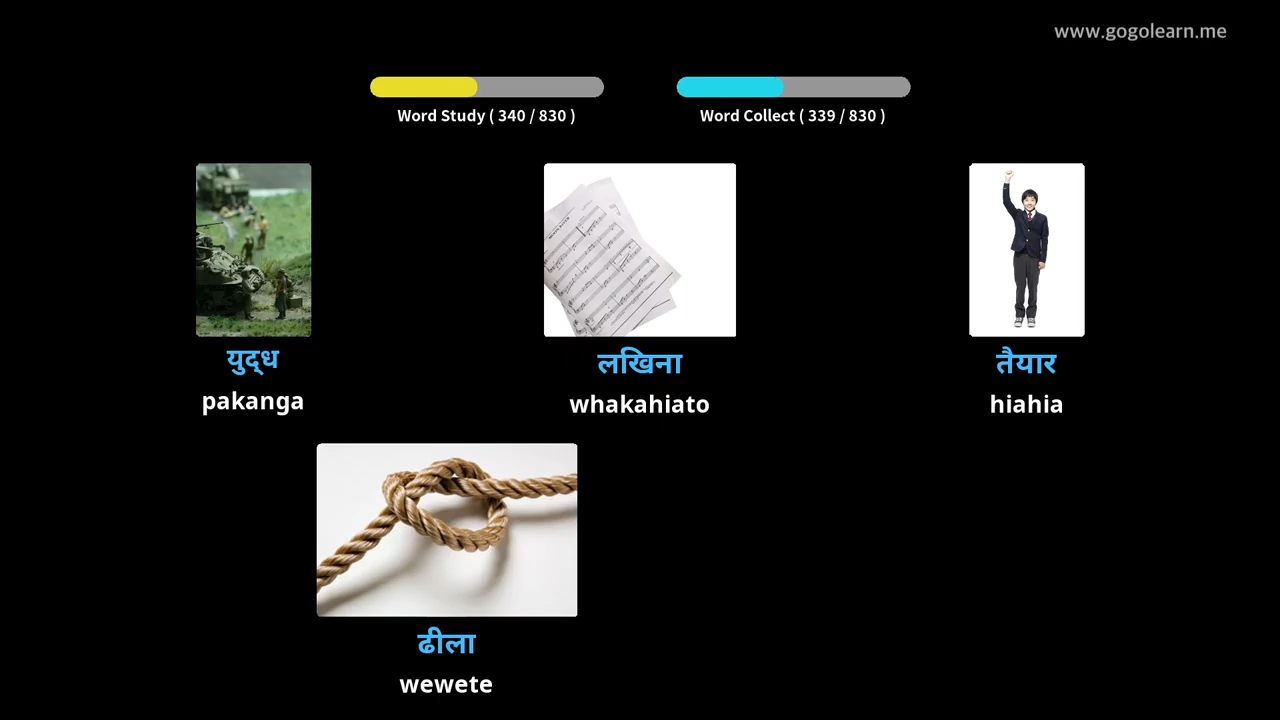 www.gogolearn.me
Word Study ( 340 / 830 )
Word Collect ( 339 / 830 )
युद्ध
लखिना
तैयार
pakanga
whakahiato
hiahia
ढीला
wewete